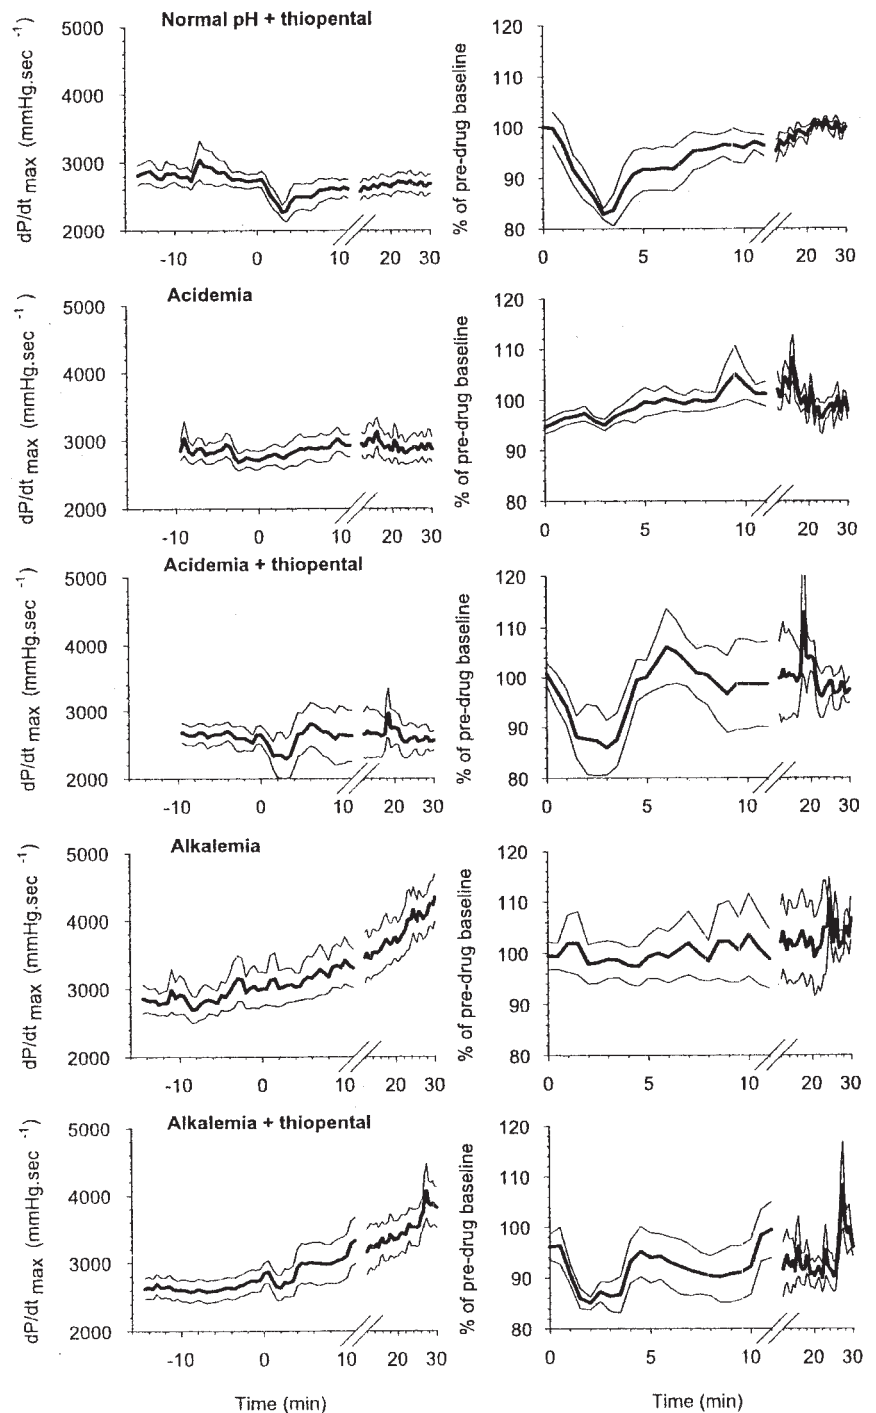 Normal pH + thiopental
dP/dt max (mmHg.sec -1)
5000
4000
3000
2000
-10 0 10 20 30
% of pre-drug baseline
120
110
100
90
80
0 5 10 20 30
Acidemia
dP/dt max (mmHg.sec -1)
5000
4000
3000
2000
-10 0 10 20 30
% of pre-drug baseline
120
110
100
90
80
0 5 10 20 30
Acidemia + thiopental
dP/dt max (mmHg.sec -1)
5000
4000
3000
2000
-10 0 10 20 30
% of pre-drug baseline
120
110
100
90
80
0 5 10 20 30
Alkalemia
dP/dt max (mmHg.sec -1)
5000
4000
3000
2000
-10 0 10 20 30
% of pre-drug baseline
120
110
100
90
80
0 5 10 20 30
Alkalemia + thiopental
dP/dt max (mmHg.sec -1)
5000
4000
3000
2000
-10 0 10 20 30
Time (min)
% of pre-drug baseline
120
110
100
90
80
0 5 10 20 30
Time (min)